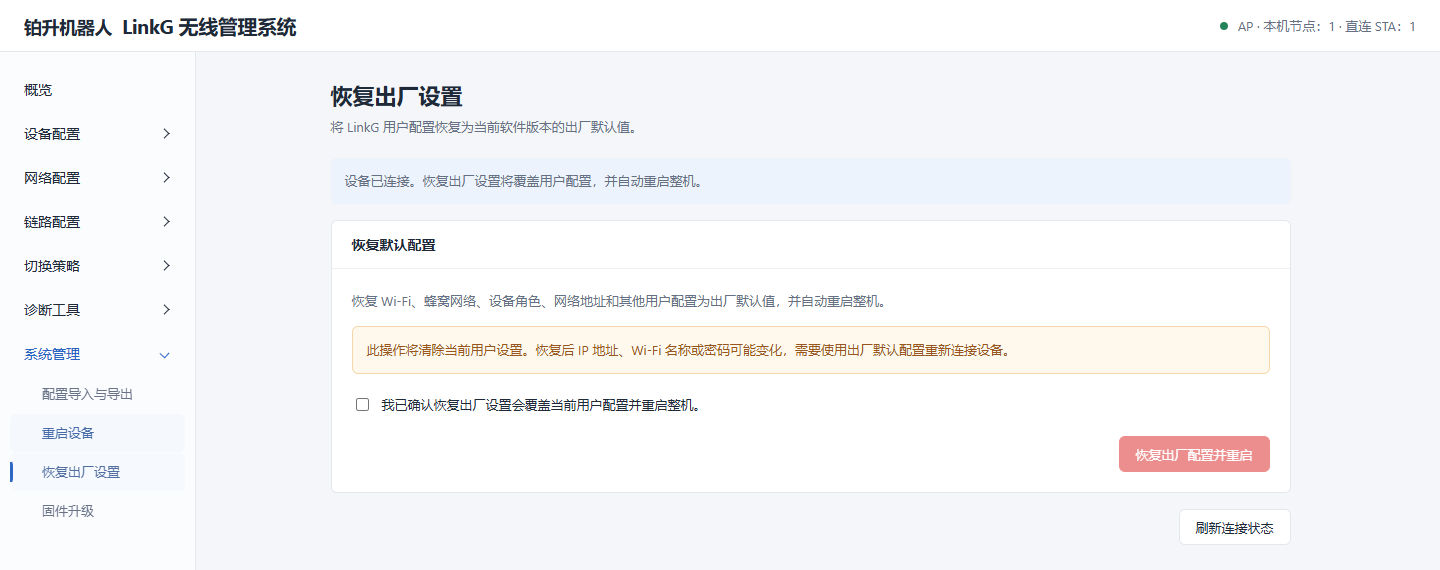 铂升机器人 LinkG 无线管理系统
AP · 本机节点：1 · 直连 STA：1
概览
设备配置
网络配置
链路配置
切换策略
诊断工具
系统管理
配置导入与导出
重启设备
恢复出厂设置
固件升级
恢复出厂设置
将 LinkG 用户配置恢复为当前软件版本的出厂默认值。
设备已连接。恢复出厂设置将覆盖用户配置，并自动重启整机。
恢复默认配置
恢复 Wi-Fi、蜂窝网络、设备角色、网络地址和其他用户配置为出厂默认值，并自动重启整机。
此操作将清除当前用户设置。恢复后 IP 地址、Wi-Fi 名称或密码可能变化，需要使用出厂默认配置重新连接设备。
我已确认恢复出厂设置会覆盖当前用户配置并重启整机。
恢复出厂配置并重启
刷新连接状态